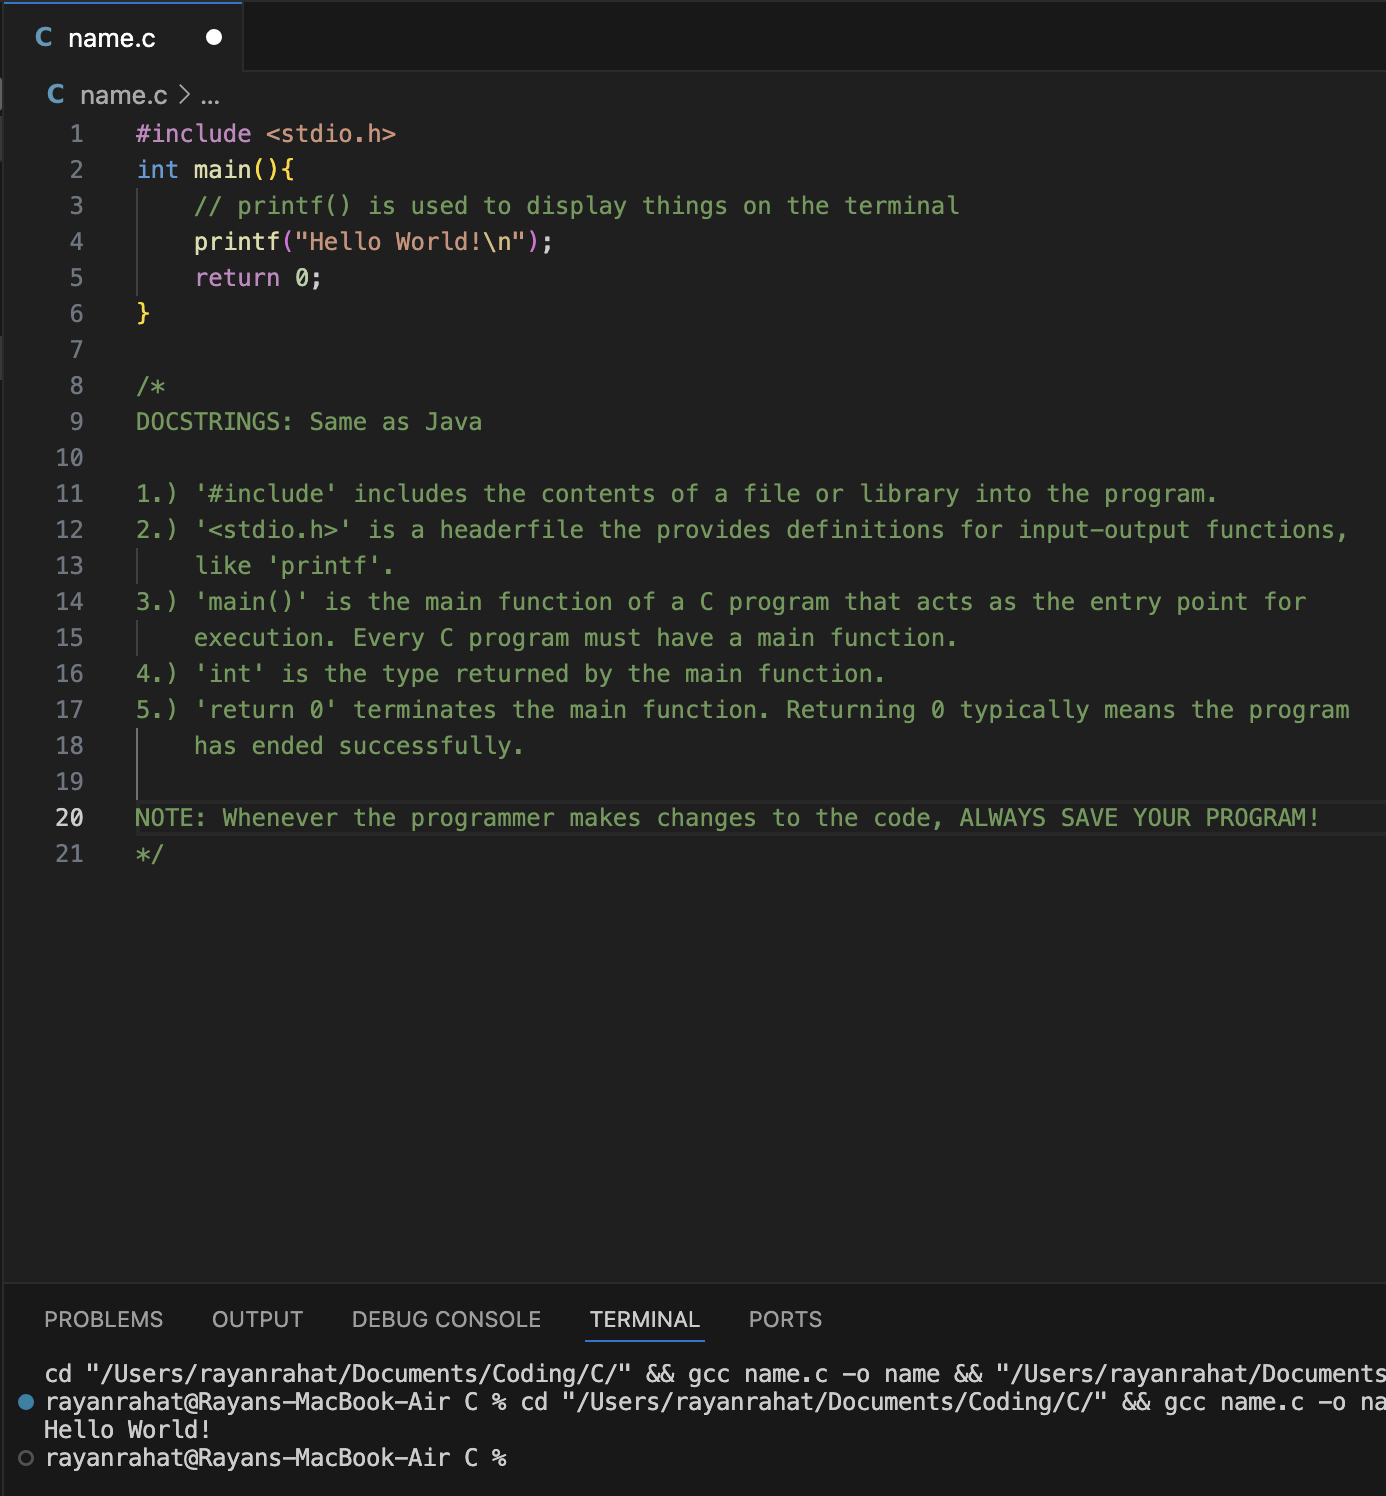 C name.c
C name.c > ...
1 #include <stdio.h>
2 int main(){
3 // printf() is used to display things on the terminal
4 printf("Hello World!\n");
5 return 0;
6 }
7
8 /*
9 DOCSTRINGS: Same as Java
10
11 1.) '#include' includes the contents of a file or library into the program.
12 2.) '<stdio.h>' is a headerfile the provides definitions for input-output functions,
13 like 'printf'.
14 3.) 'main()' is the main function of a C program that acts as the entry point for
15 execution. Every C program must have a main function.
16 4.) 'int' is the type returned by the main function.
17 5.) 'return 0' terminates the main function. Returning 0 typically means the program
18 has ended successfully.
19
20 NOTE: Whenever the programmer makes changes to the code, ALWAYS SAVE YOUR PROGRAM!
21 */
PROBLEMS OUTPUT DEBUG CONSOLE TERMINAL PORTS
cd "/Users/rayanrahat/Documents/Coding/C/" && gcc name.c -o name && "/Users/rayanrahat/Documents
rayanrahat@Rayans-MacBook-Air C % cd "/Users/rayanrahat/Documents/Coding/C/" && gcc name.c -o na
Hello World!
rayanrahat@Rayans-MacBook-Air C %